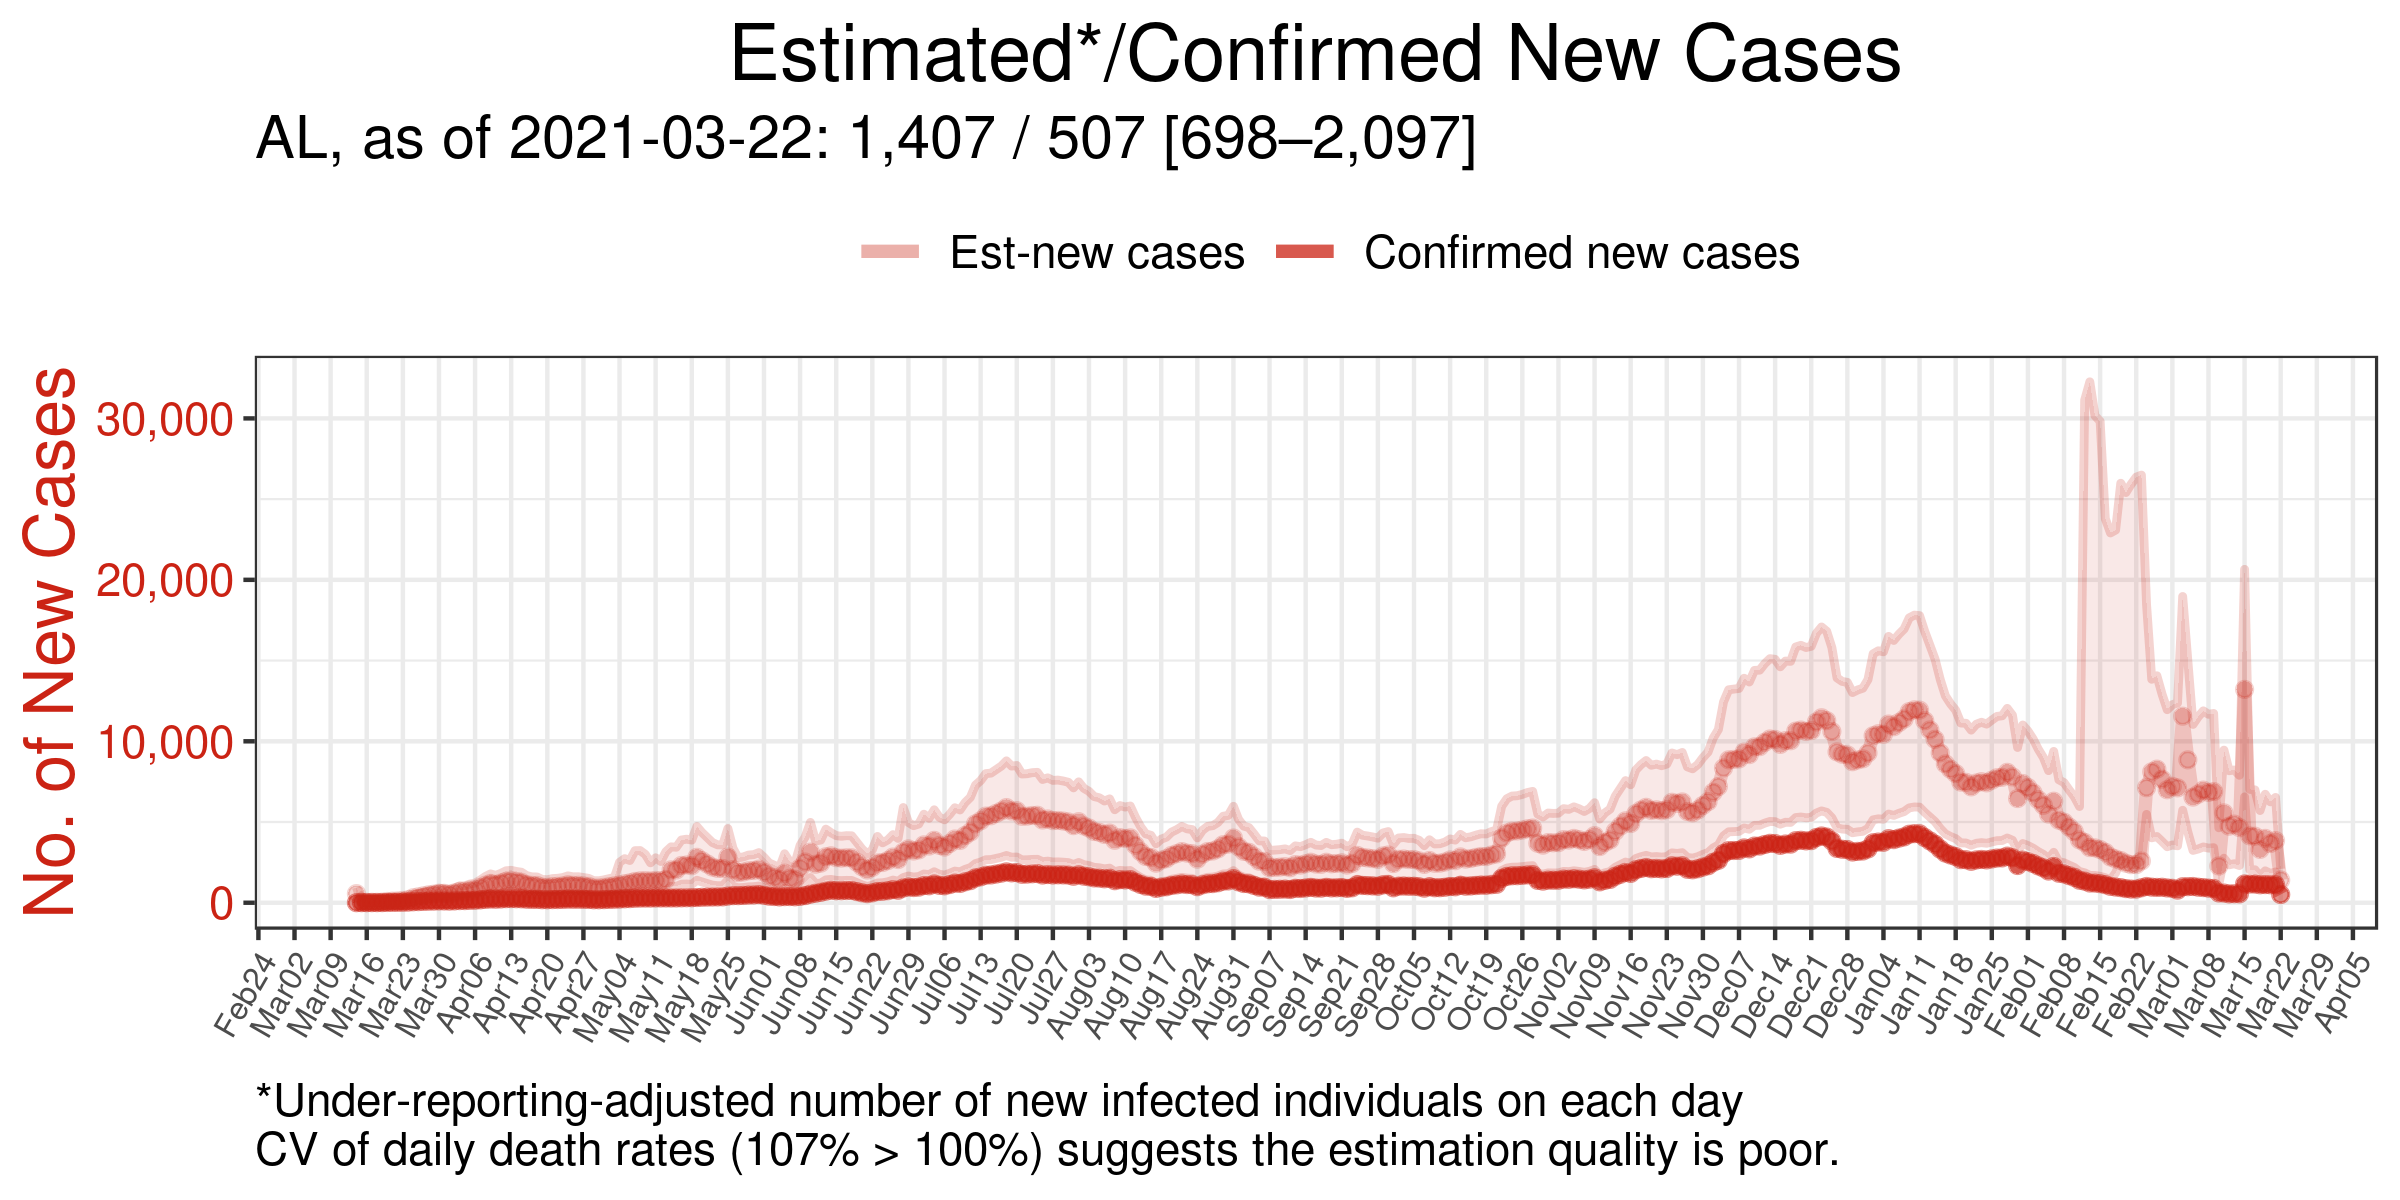 Estimated*/Confirmed New Cases
AL, as of 2021-03-22: 1,407 / 507 [698–2,097]
Est-new cases
Confirmed new cases
No. of New Cases
30,000
20,000
10,000
0
Feb24
Mar02
Mar09
Mar16
Mar23
Mar30
Apr06
Apr13
Apr20
Apr27
May04
May11
May18
May25
Jun01
Jun08
Jun15
Jun22
Jun29
Jul06
Jul13
Jul20
Jul27
Aug03
Aug10
Aug17
Aug24
Aug31
Sep07
Sep14
Sep21
Sep28
Oct05
Oct12
Oct19
Oct26
Nov02
Nov09
Nov16
Nov23
Nov30
Dec07
Dec14
Dec21
Dec28
Jan04
Jan11
Jan18
Jan25
Feb01
Feb08
Feb15
Feb22
Mar01
Mar08
Mar15
Mar22
Mar29
Apr05
*Under-reporting-adjusted number of new infected individuals on each day
CV of daily death rates (107% > 100%) suggests the estimation quality is poor.